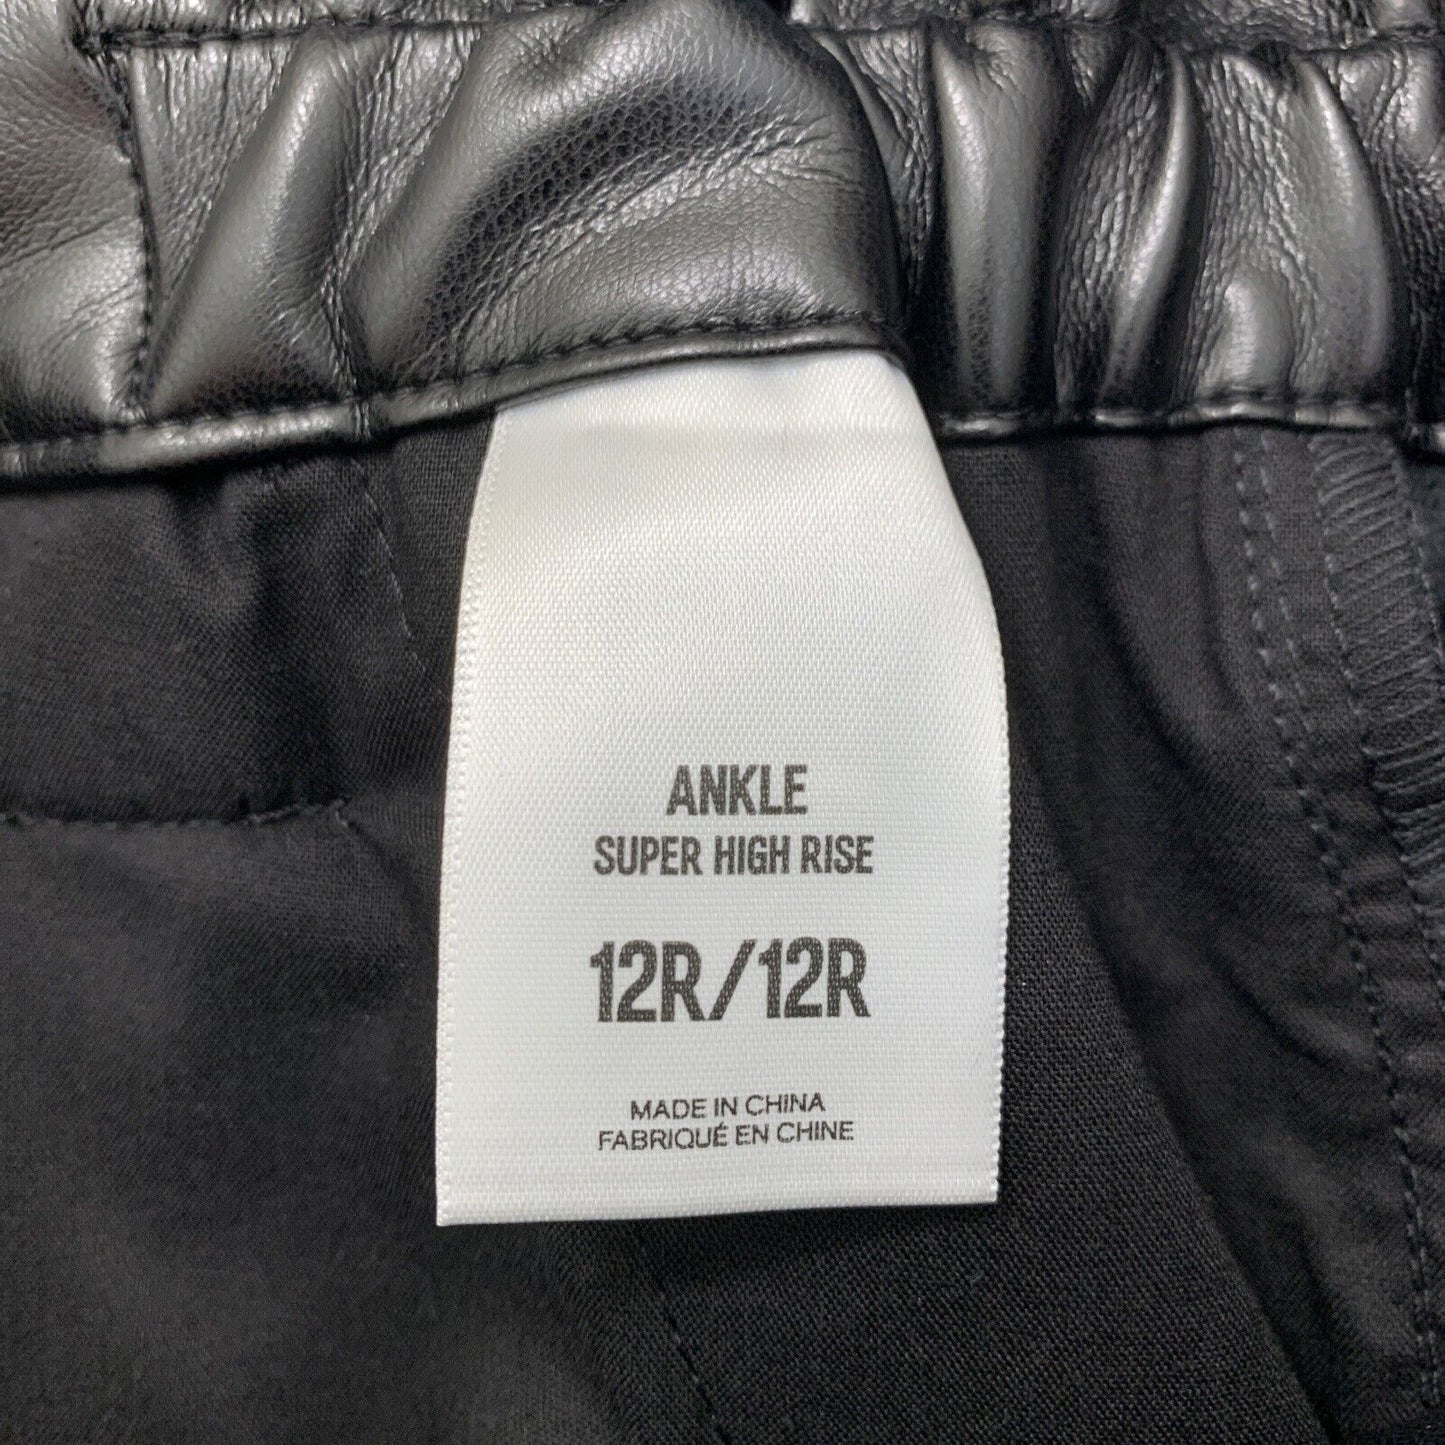 ANKLE
SUPER HIGH RISE
12R/12R
MADE IN CHINA
FABRIQUÉ EN CHINE